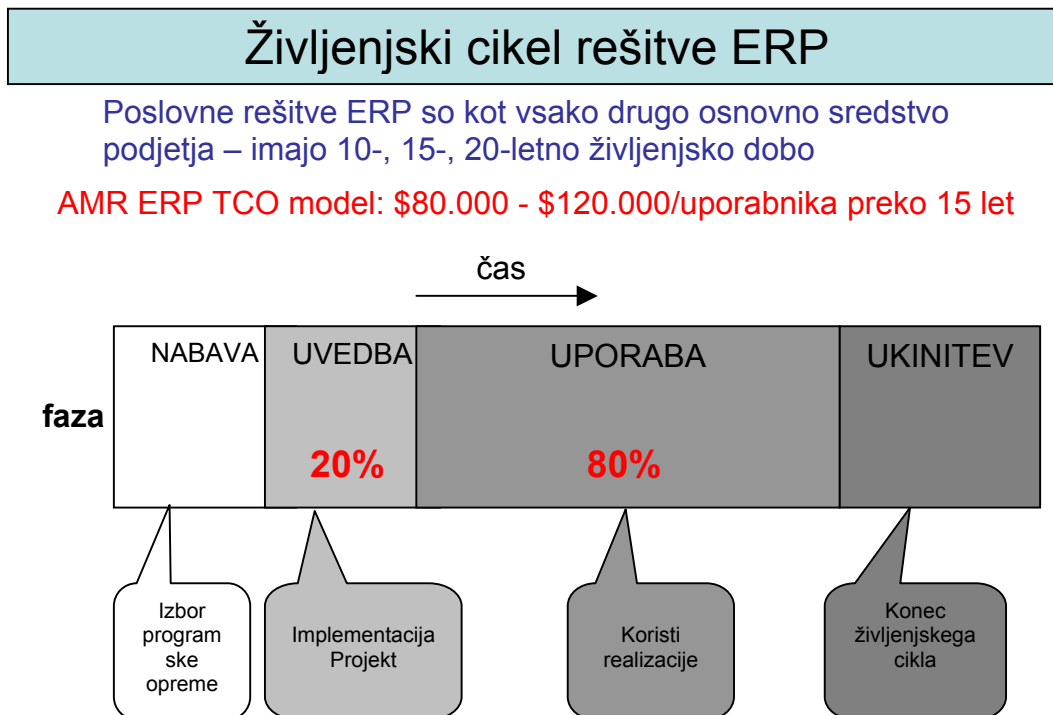 Življenjski cikel rešitve ERP
Poslovne rešitve ERP so kot vsako drugo osnovno sredstvo
podjetja – imajo 10-, 15-, 20-letno življenjsko dobo
AMR ERP TCO model: $80.000 - $120.000/uporabnika preko 15 let
čas
NABAVA UVEDBA UPORABA UKINITEV
faza
20% 80%
Izbor
program
ske
opreme
Implementacija
Projekt
Koristi
realizacije
Konec
življenjskega
cikla